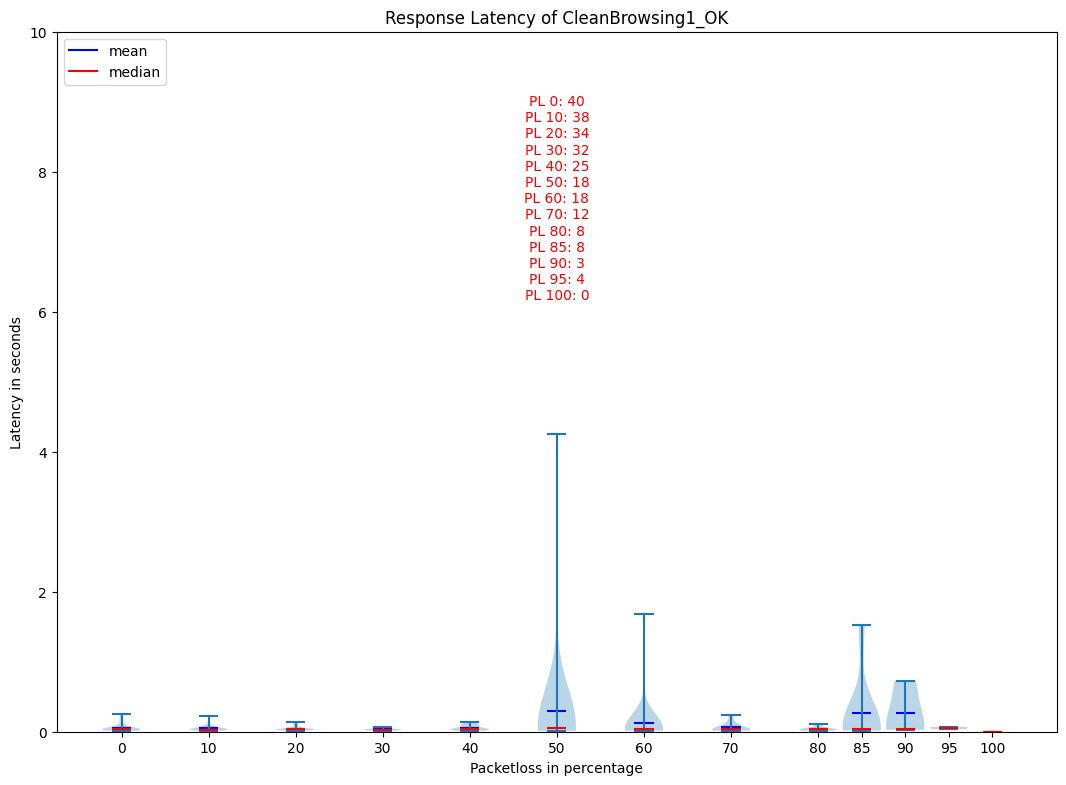 Response Latency of CleanBrowsing1_OK
10
mean
median
PL 0: 40
PL 10: 38
PL 20: 34
PL 30: 32
PL 40: 25
PL 50: 18
PL 60: 18
PL 70: 12
PL 80: 8
PL 85: 8
PL 90: 3
PL 95: 4
PL 100: 0
8
6
4
2
0
Latency in seconds
0 10 20 30 40 50 60 70 80 85 90 95 100
Packetloss in percentage